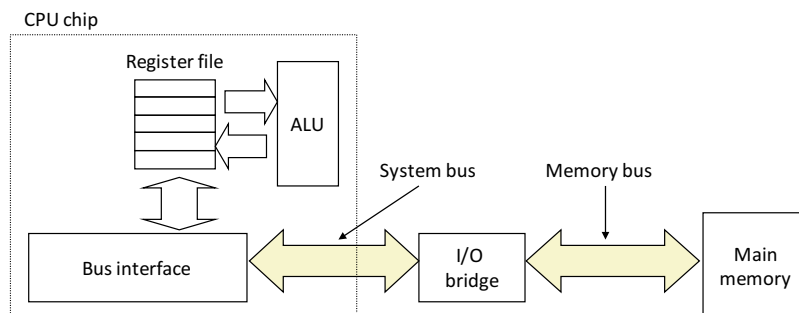 CPU chip
Register file
ALU
System bus
Memory bus
Bus interface
I/O
bridge
Main
memory